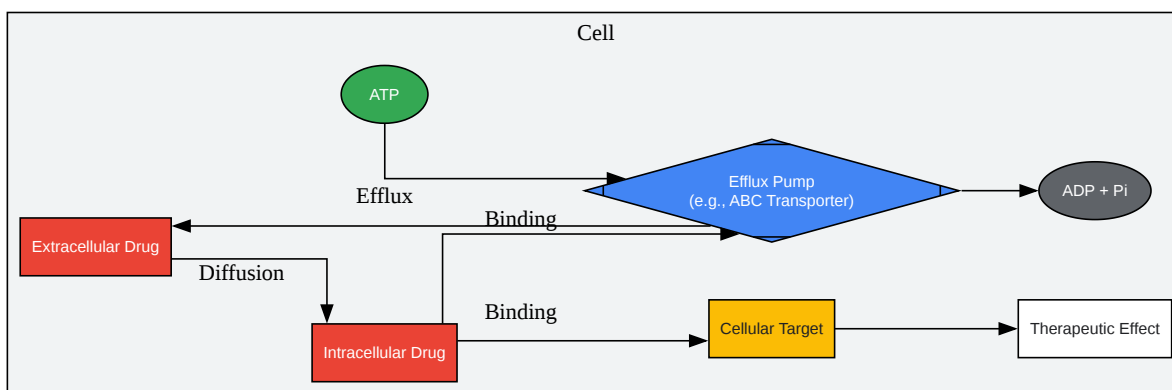 Cell
ATP
Efflux Pump
(e.g., ABC Transporter)
ADP + Pi
Efflux
Binding
Extracellular Drug
Diffusion
Binding
Cellular Target
Therapeutic Effect
Intracellular Drug